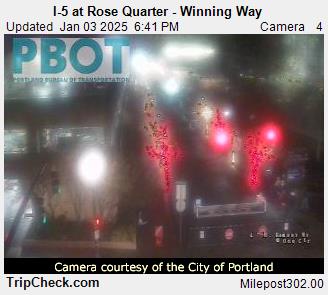 I-5 at Rose Quarter - Winning Way
Updated Jan 03 2025 6:41 PM Camera 4
PBOT
PORTLAND BUREAU OF TRANSPORTATION
Camera courtesy of the City of Portland
TripCheck.com Milepost302.00